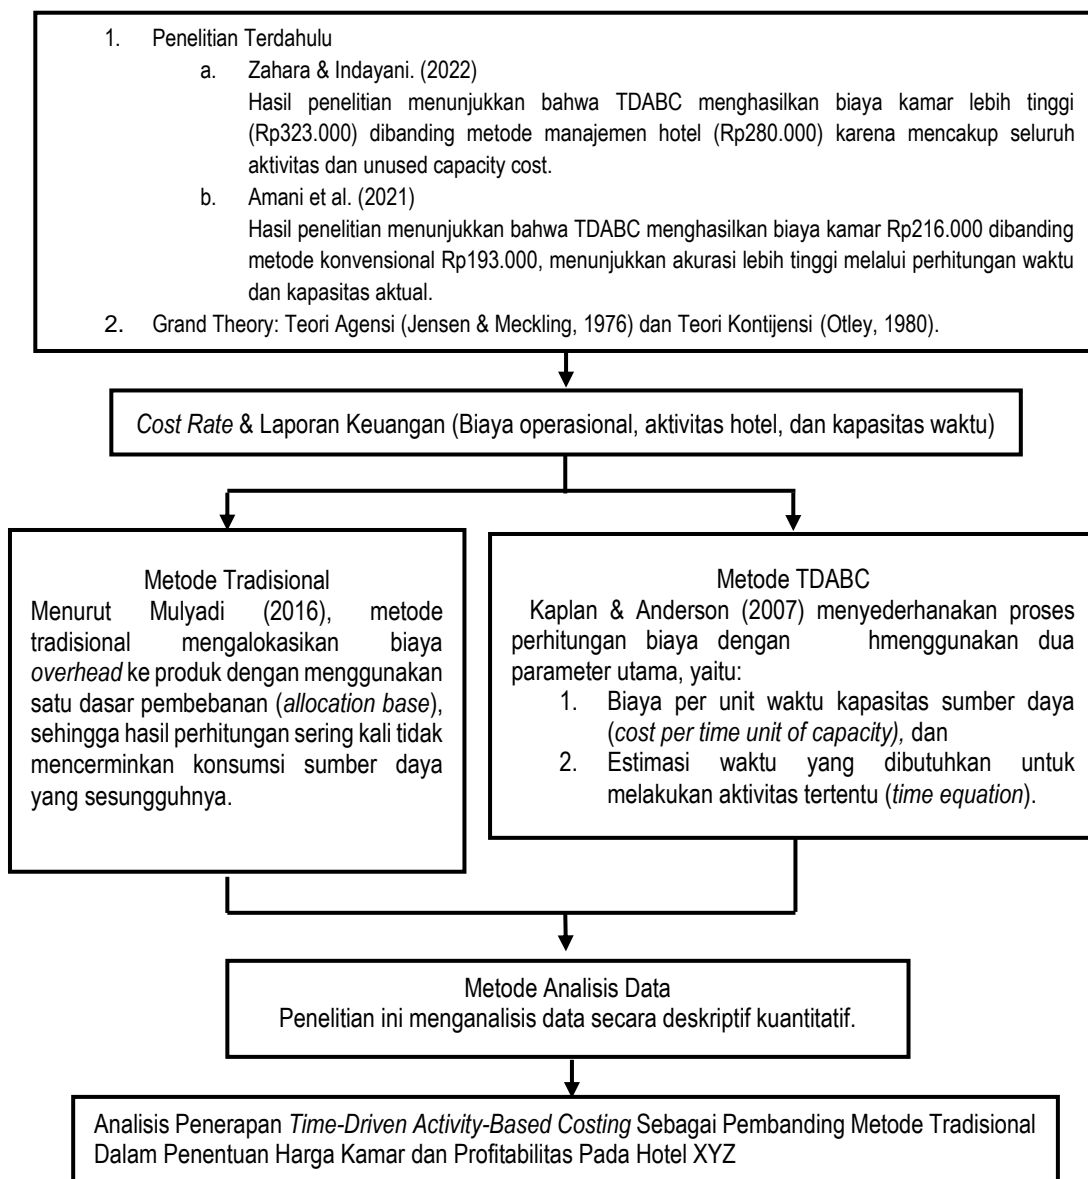 1. Penelitian Terdahulu
a. Zahara & Indayani. (2022)
Hasil penelitian menunjukkan bahwa TDABC menghasilkan biaya kamar lebih tinggi
(Rp323.000) dibanding metode manajemen hotel (Rp280.000) karena mencakup seluruh
aktivitas dan unused capacity cost.
b. Amani et al. (2021)
Hasil penelitian menunjukkan bahwa TDABC menghasilkan biaya kamar Rp216.000 dibanding
metode konvensional Rp193.000, menunjukkan akurasi lebih tinggi melalui perhitungan waktu
dan kapasitas aktual.
2. Grand Theory: Teori Agensi (Jensen & Meckling, 1976) dan Teori Kontijensi (Otley, 1980).
Cost Rate & Laporan Keuangan (Biaya operasional, aktivitas hotel, dan kapasitas waktu)
Metode Tradisional
Menurut Mulyadi (2016), metode
tradisional mengalokasikan biaya
overhead ke produk dengan menggunakan
satu dasar pembebanan (allocation base),
sehingga hasil perhitungan sering kali tidak
mencerminkan konsumsi sumber daya
yang sesungguhnya.
Metode TDABC
Kaplan & Anderson (2007) menyederhanakan proses
perhitungan biaya dengan hmenggunakan dua
parameter utama, yaitu:
1. Biaya per unit waktu kapasitas sumber daya
(cost per time unit of capacity), dan
2. Estimasi waktu yang dibutuhkan untuk
melakukan aktivitas tertentu (time equation).
Metode Analisis Data
Penelitian ini menganalisis data secara deskriptif kuantitatif.
Analisis Penerapan Time-Driven Activity-Based Costing Sebagai Pembanding Metode Tradisional
Dalam Penentuan Harga Kamar dan Profitabilitas Pada Hotel XYZ